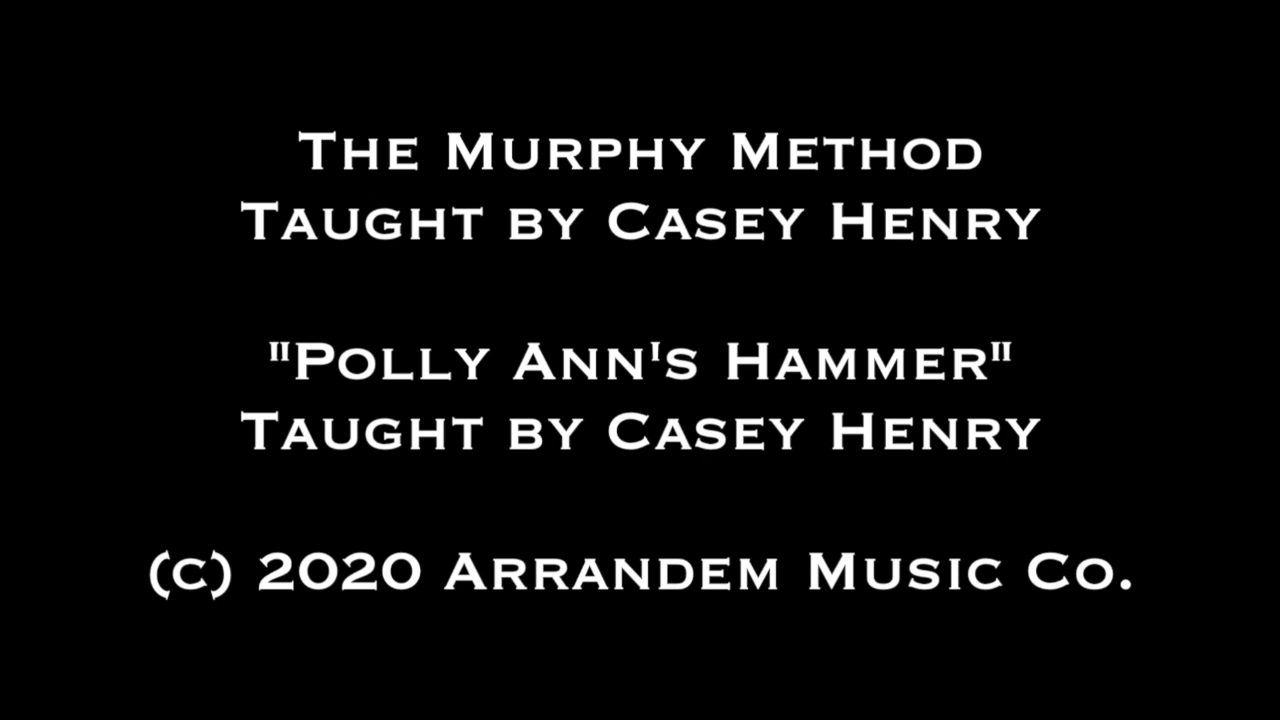 The Murphy Method
Taught by Casey Henry
"Polly Ann's Hammer"
Taught by Casey Henry
(c) 2020 Arrandem Music Co.